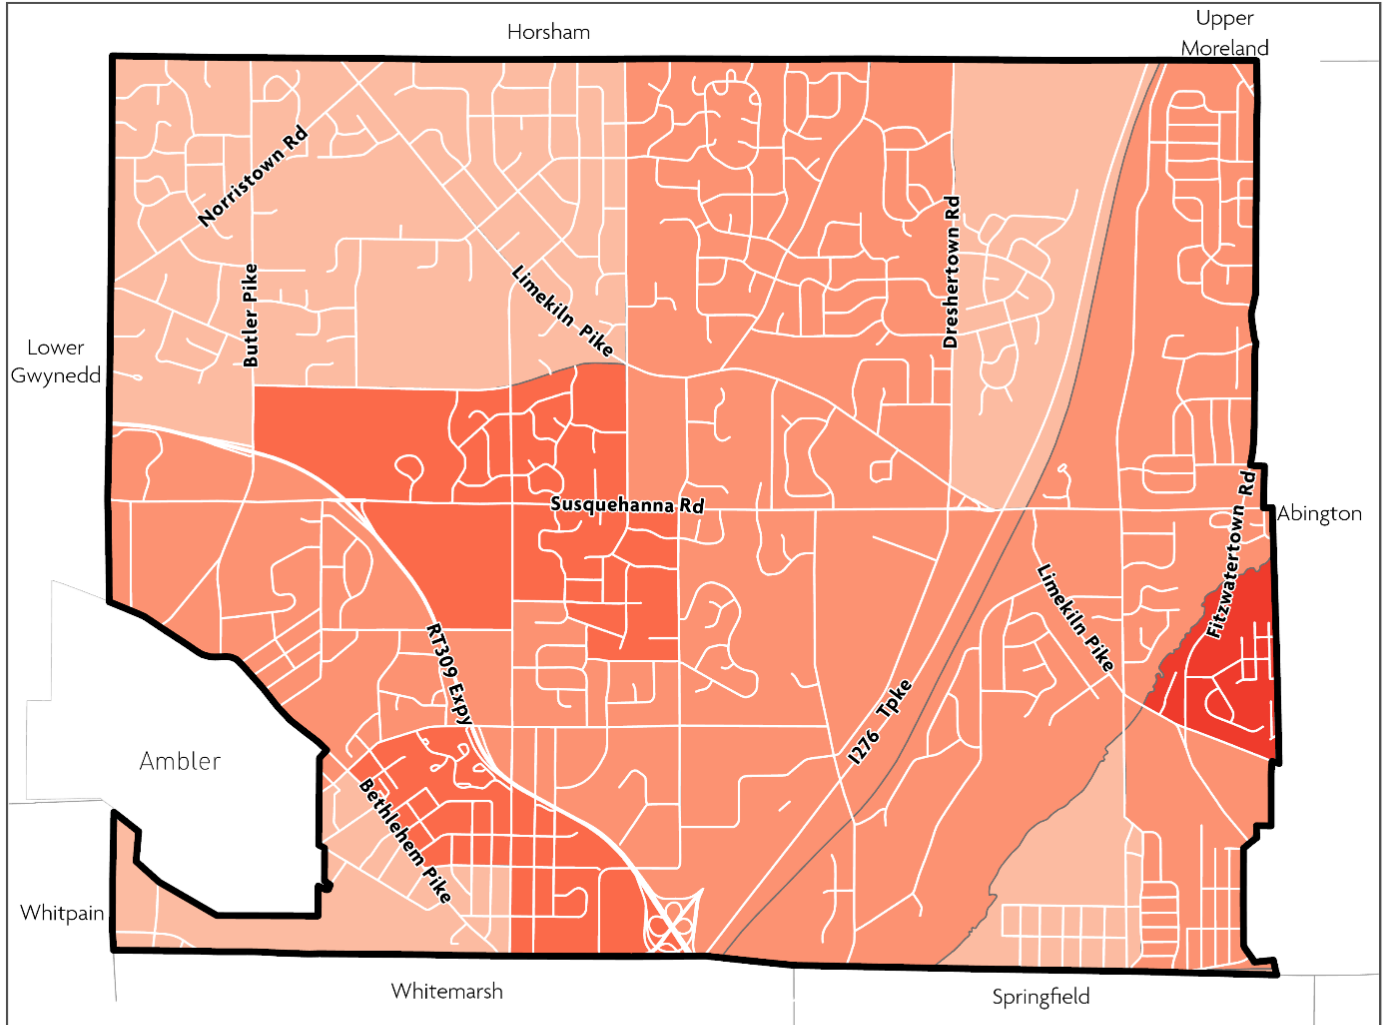 Horsham
Upper
Moreland
Norristown Rd
Butler Pike
Limekiln Pike
Dreshertown Rd
Lower
Gwynedd
Susquehanna Rd
Fitzwatertown Rd
Abington
Limekiln Pike
RT309 Expy
I276 Tpke
Ambler
Bethlehem Pike
Whitpain
Whitemarsh
Springfield